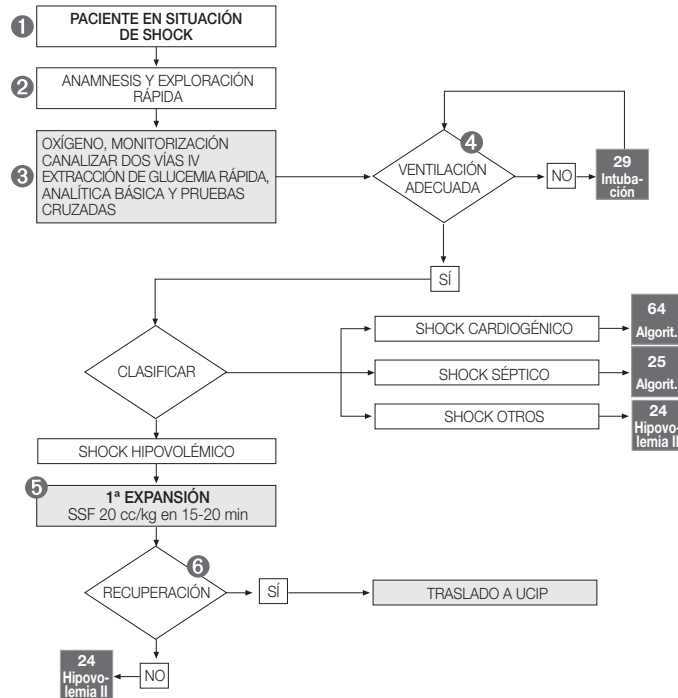 1
PACIENTE EN SITUACIÓN
DE SHOCK
2
ANAMNESIS Y EXPLORACIÓN
RÁPIDA
3
OXÍGENO, MONITORIZACIÓN
CANALIZAR DOS VÍAS IV
EXTRACCIÓN DE GLUCEMIA RÁPIDA,
ANALÍTICA BÁSICA Y PRUEBAS
CRUZADAS
4
VENTILACIÓN
ADECUADA
NO
29
Intuba-
ción
SÍ
CLASIFICAR
SHOCK CARDIOGÉNICO
64
Algorit.
SHOCK SÉPTICO
25
Algorit.
SHOCK OTROS
24
Hipovo-
lemia II
SHOCK HIPOVOLÉMICO
5
1ª EXPANSIÓN
SSF 20 cc/kg en 15-20 min
6
RECUPERACIÓN
SÍ
TRASLADO A UCIP
NO
24
Hipovo-
lemia II